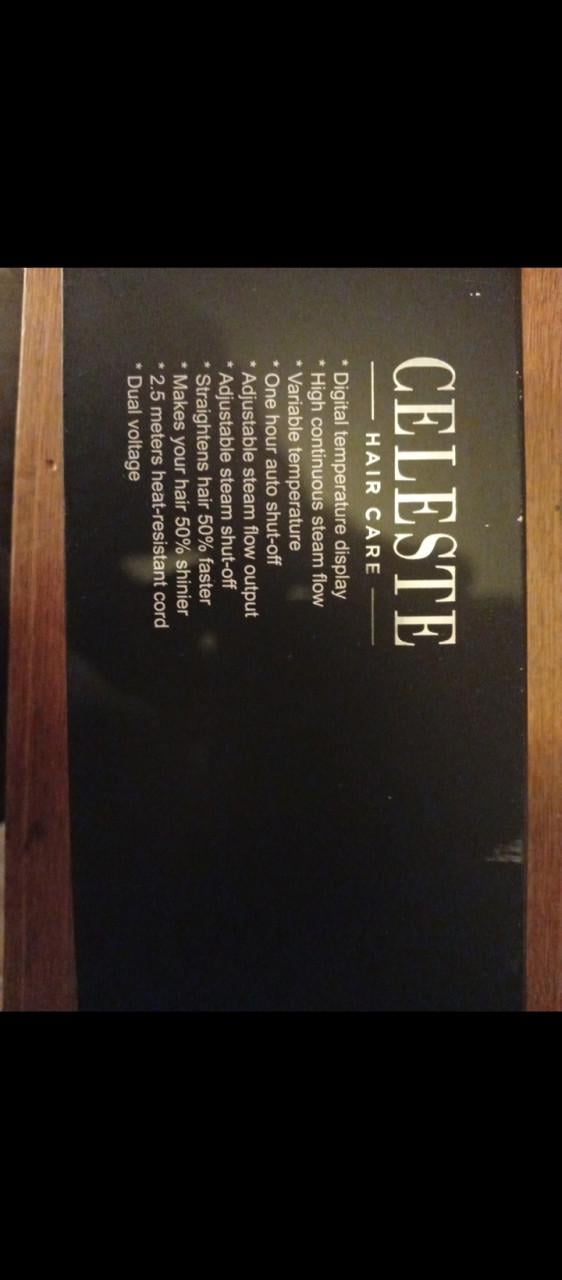 CELESTE
HAIR CARE
* Digital temperature display
* High continuous steam flow
* Variable temperature
* One hour auto shut-off
* Adjustable steam flow output
* Adjustable steam shut-off
* Straightens hair 50% faster
* Makes your hair 50% shinier
* 2.5 meters heat-resistant cord
* Dual voltage